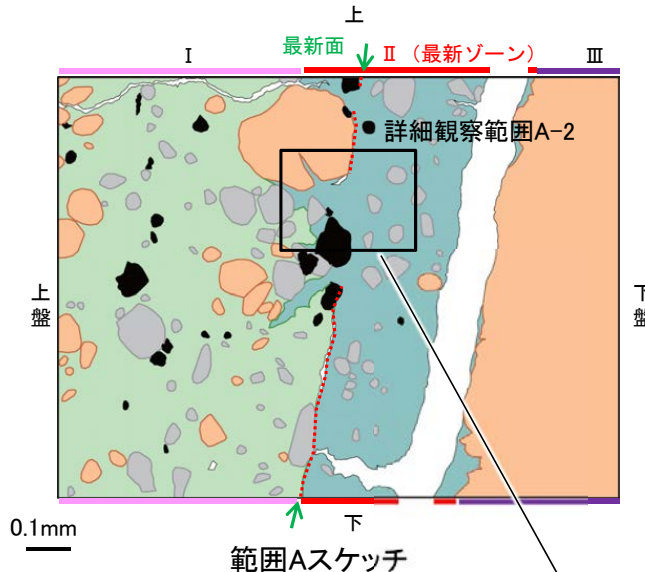 上
Ⅰ
最新面
Ⅱ（最新ゾーン）
Ⅲ
詳細観察範囲A-2
上盤
下盤
0.1mm
下
範囲Aスケッチ